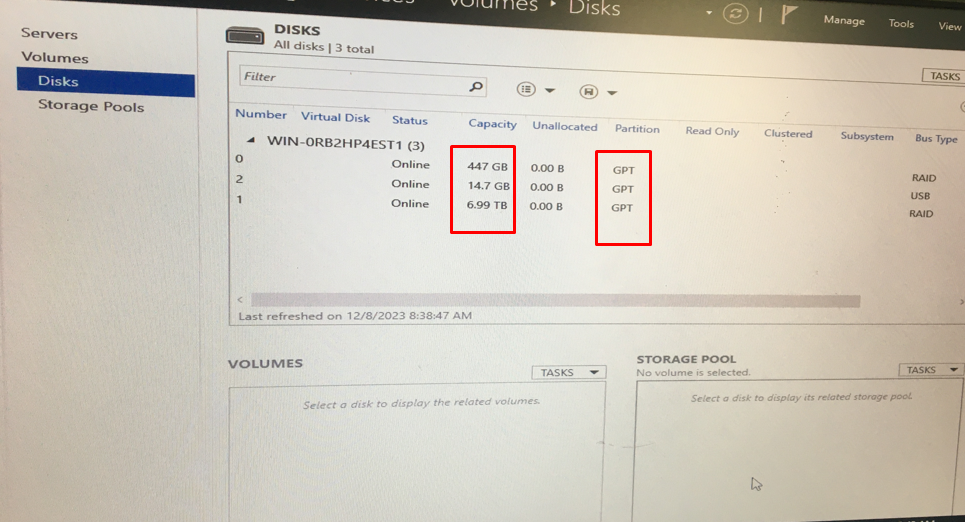 Volumes ▸ Disks
Manage Tools View
Servers
Volumes
Disks
Storage Pools
DISKS
All disks | 3 total
TASKS
Filter
Number Virtual Disk Status Capacity Unallocated Partition Read Only Clustered Subsystem Bus Type
WIN-0RB2HP4EST1 (3)
0 Online 447 GB 0.00 B GPT RAID
2 Online 14.7 GB 0.00 B GPT USB
1 Online 6.99 TB 0.00 B GPT RAID
Last refreshed on 12/8/2023 8:38:47 AM
VOLUMES
TASKS
Select a disk to display the related volumes.
STORAGE POOL
No volume is selected.
TASKS
Select a disk to display its related storage pool.